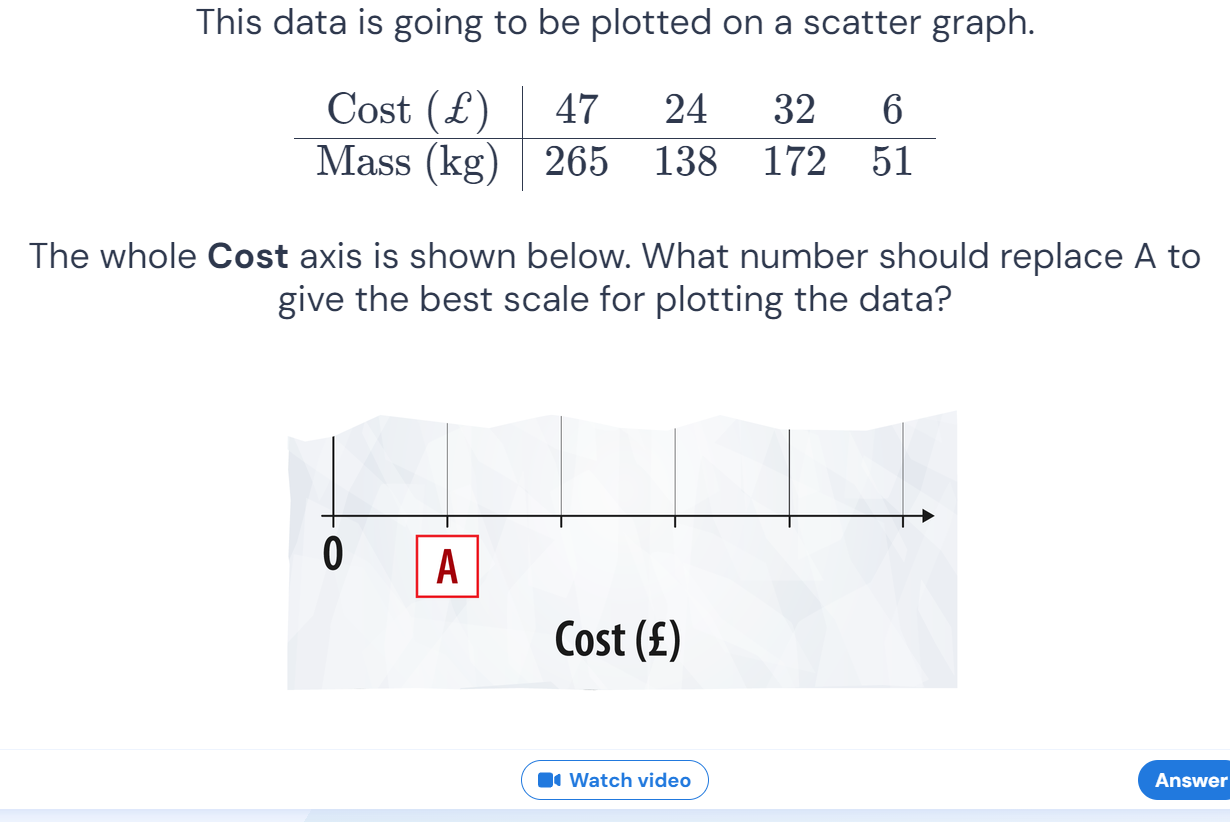 This data is going to be plotted on a scatter graph.
Cost (£) 47 24 32 6
Mass (kg) 265 138 172 51
The whole Cost axis is shown below. What number should replace A to
give the best scale for plotting the data?
0 A
Cost (£)
Watch video Answer